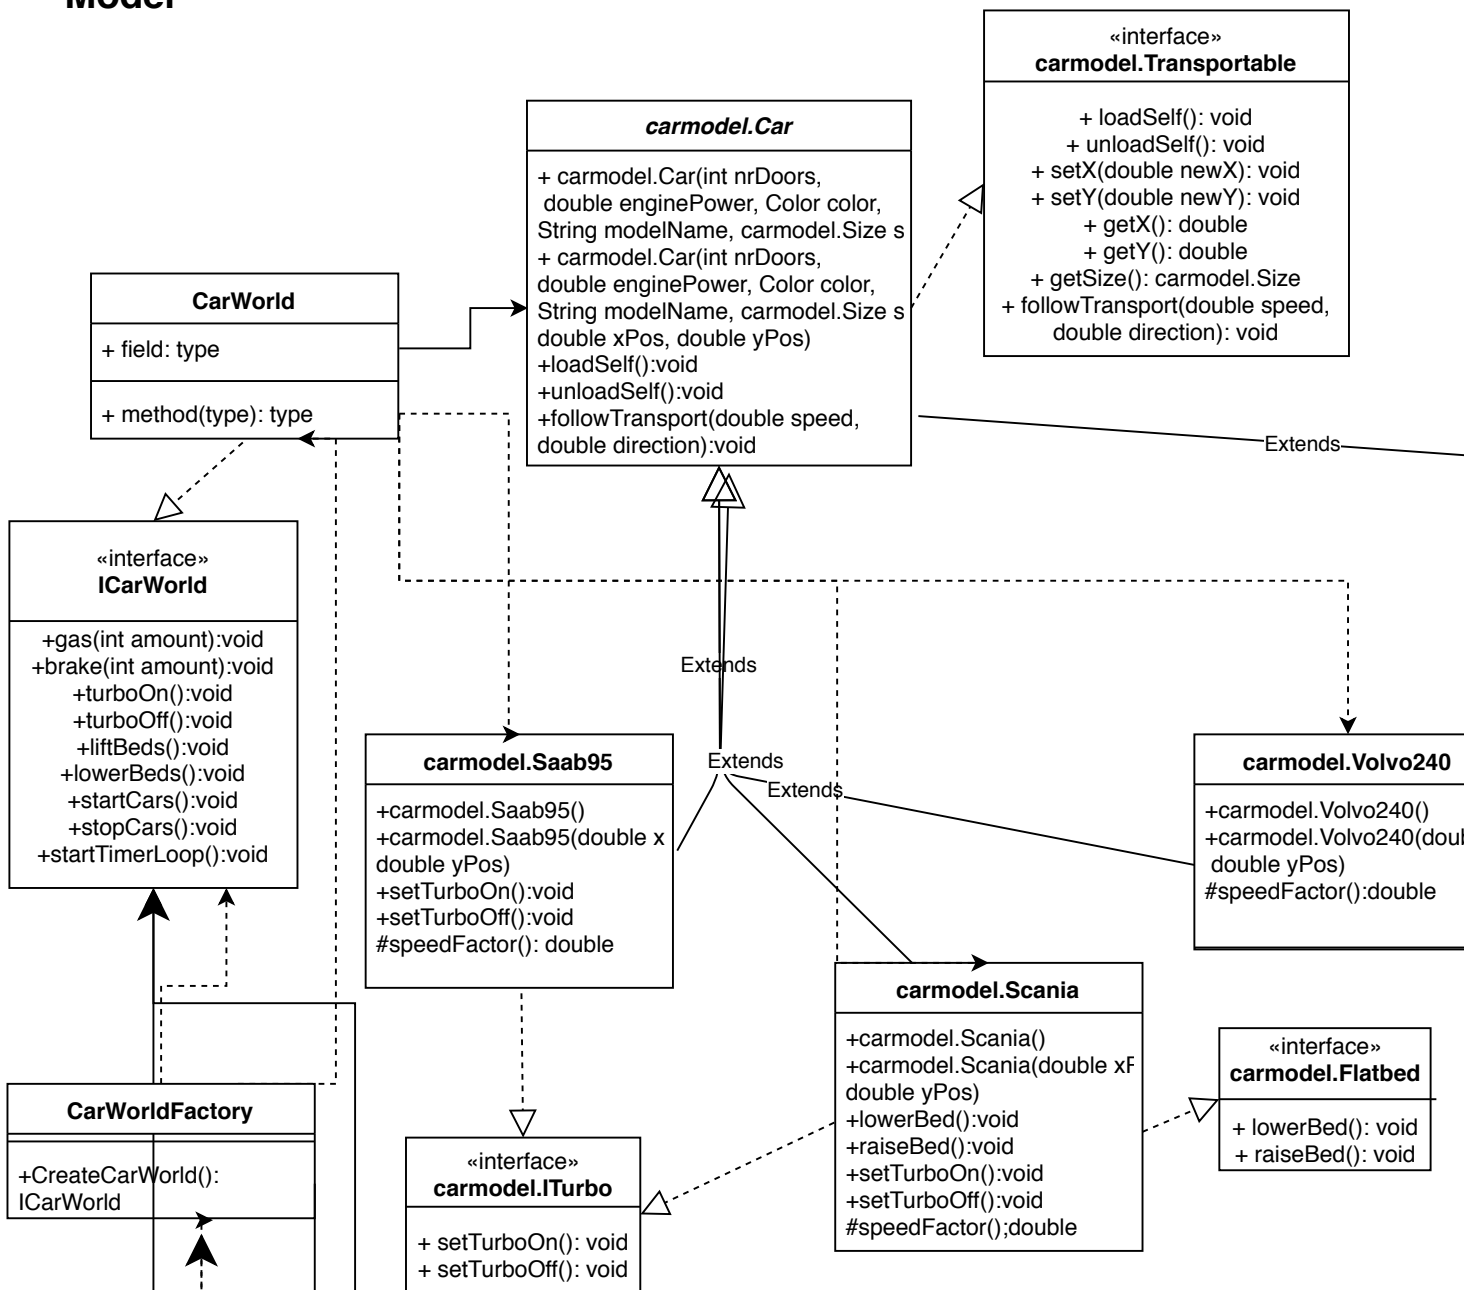 Model
«interface»
carmodel.Transportable
+ loadSelf(): void
+ unloadSelf(): void
+ setX(double newX): void
+ setY(double newY): void
+ getX(): double
+ getY(): double
+ getSize(): carmodel.Size
+ followTransport(double speed,
double direction): void
carmodel.Car
+ carmodel.Car(int nrDoors,
double enginePower, Color color,
String modelName, carmodel.Size s
+ carmodel.Car(int nrDoors,
double enginePower, Color color,
String modelName, carmodel.Size s
double xPos, double yPos)
+loadSelf():void
+unloadSelf():void
+followTransport(double speed,
double direction):void
CarWorld
+ field: type
+ method(type): type
Extends
«interface»
ICarWorld
+gas(int amount):void
+brake(int amount):void
+turboOn():void
+turboOff():void
+liftBeds():void
+lowerBeds():void
+startCars():void
+stopCars():void
+startTimerLoop():void
Extends
Extends
Extends
carmodel.Saab95
+carmodel.Saab95()
+carmodel.Saab95(double x
double yPos)
+setTurboOn():void
+setTurboOff():void
#speedFactor(): double
carmodel.Volvo240
+carmodel.Volvo240()
+carmodel.Volvo240(doub
double yPos)
#speedFactor():double
carmodel.Scania
+carmodel.Scania()
+carmodel.Scania(double xP
double yPos)
+lowerBed():void
+raiseBed():void
+setTurboOn():void
+setTurboOff():void
#speedFactor();double
«interface»
carmodel.Flatbed
+ lowerBed(): void
+ raiseBed(): void
CarWorldFactory
+CreateCarWorld():
ICarWorld
«interface»
carmodel.ITurbo
+ setTurboOn(): void
+ setTurboOff(): void